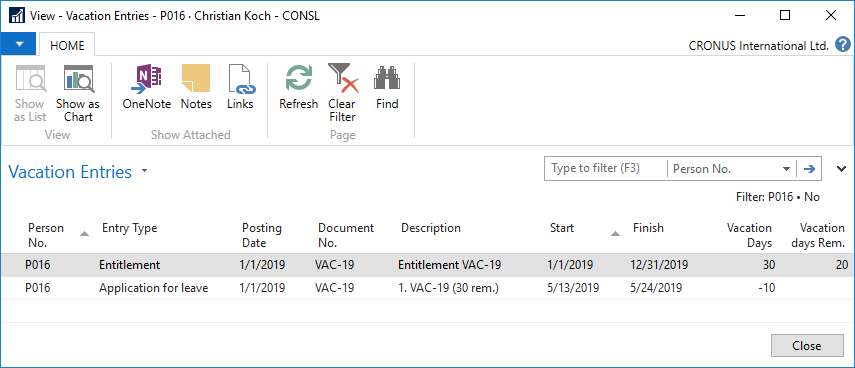 View - Vacation Entries - P016 · Christian Koch - CONSL
HOME
CRONUS International Ltd.
Show as List
Show as Chart
OneNote
Notes
Links
Refresh
Clear Filter
Find
View
Show Attached
Page
Vacation Entries
Type to filter (F3)
Person No.
Filter: P016 • No
Person No. Entry Type Posting Date Document No. Description Start Finish Vacation Days Vacation days Rem.
P016 Entitlement 1/1/2019 VAC-19 Entitlement VAC-19 1/1/2019 12/31/2019 30 20
P016 Application for leave 1/1/2019 VAC-19 1. VAC-19 (30 rem.) 5/13/2019 5/24/2019 -10
Close